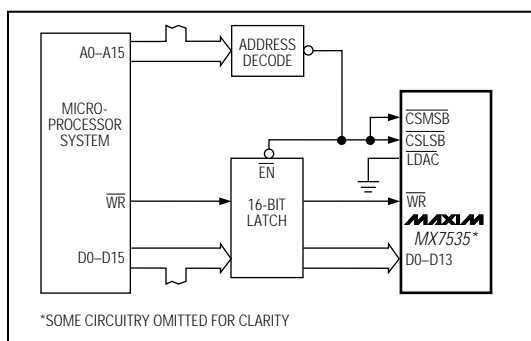 A0–A15
ADDRESS
DECODE
MICRO-
PROCESSOR
SYSTEM
CSMSB
CSLSB
LDAC
EN
WR
16-BIT
LATCH
WR
MAXIM
MX7535*
D0–D15
D0–D13
*SOME CIRCUITRY OMITTED FOR CLARITY